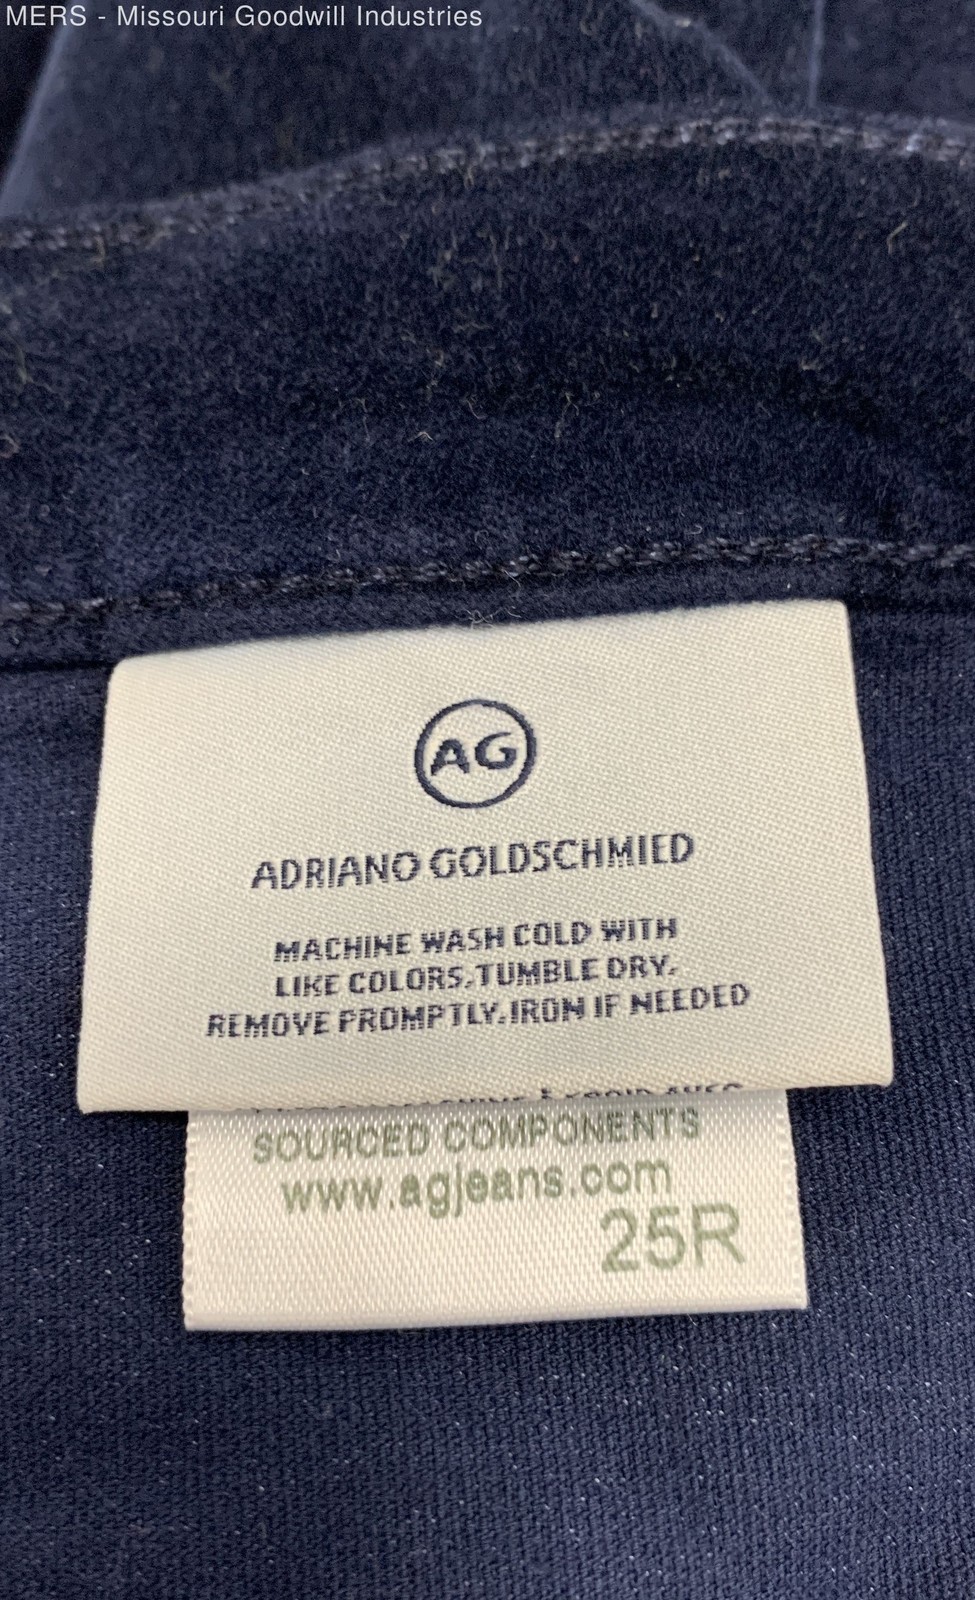 MERS - Missouri Goodwill Industries
AG
ADRIANO GOLDSCHMIED
MACHINE WASH COLD WITH
LIKE COLORS.TUMBLE DRY.
REMOVE PROMPTLY.IRON IF NEEDED
SOURCED COMPONENTS
www.agjeans.com
25R